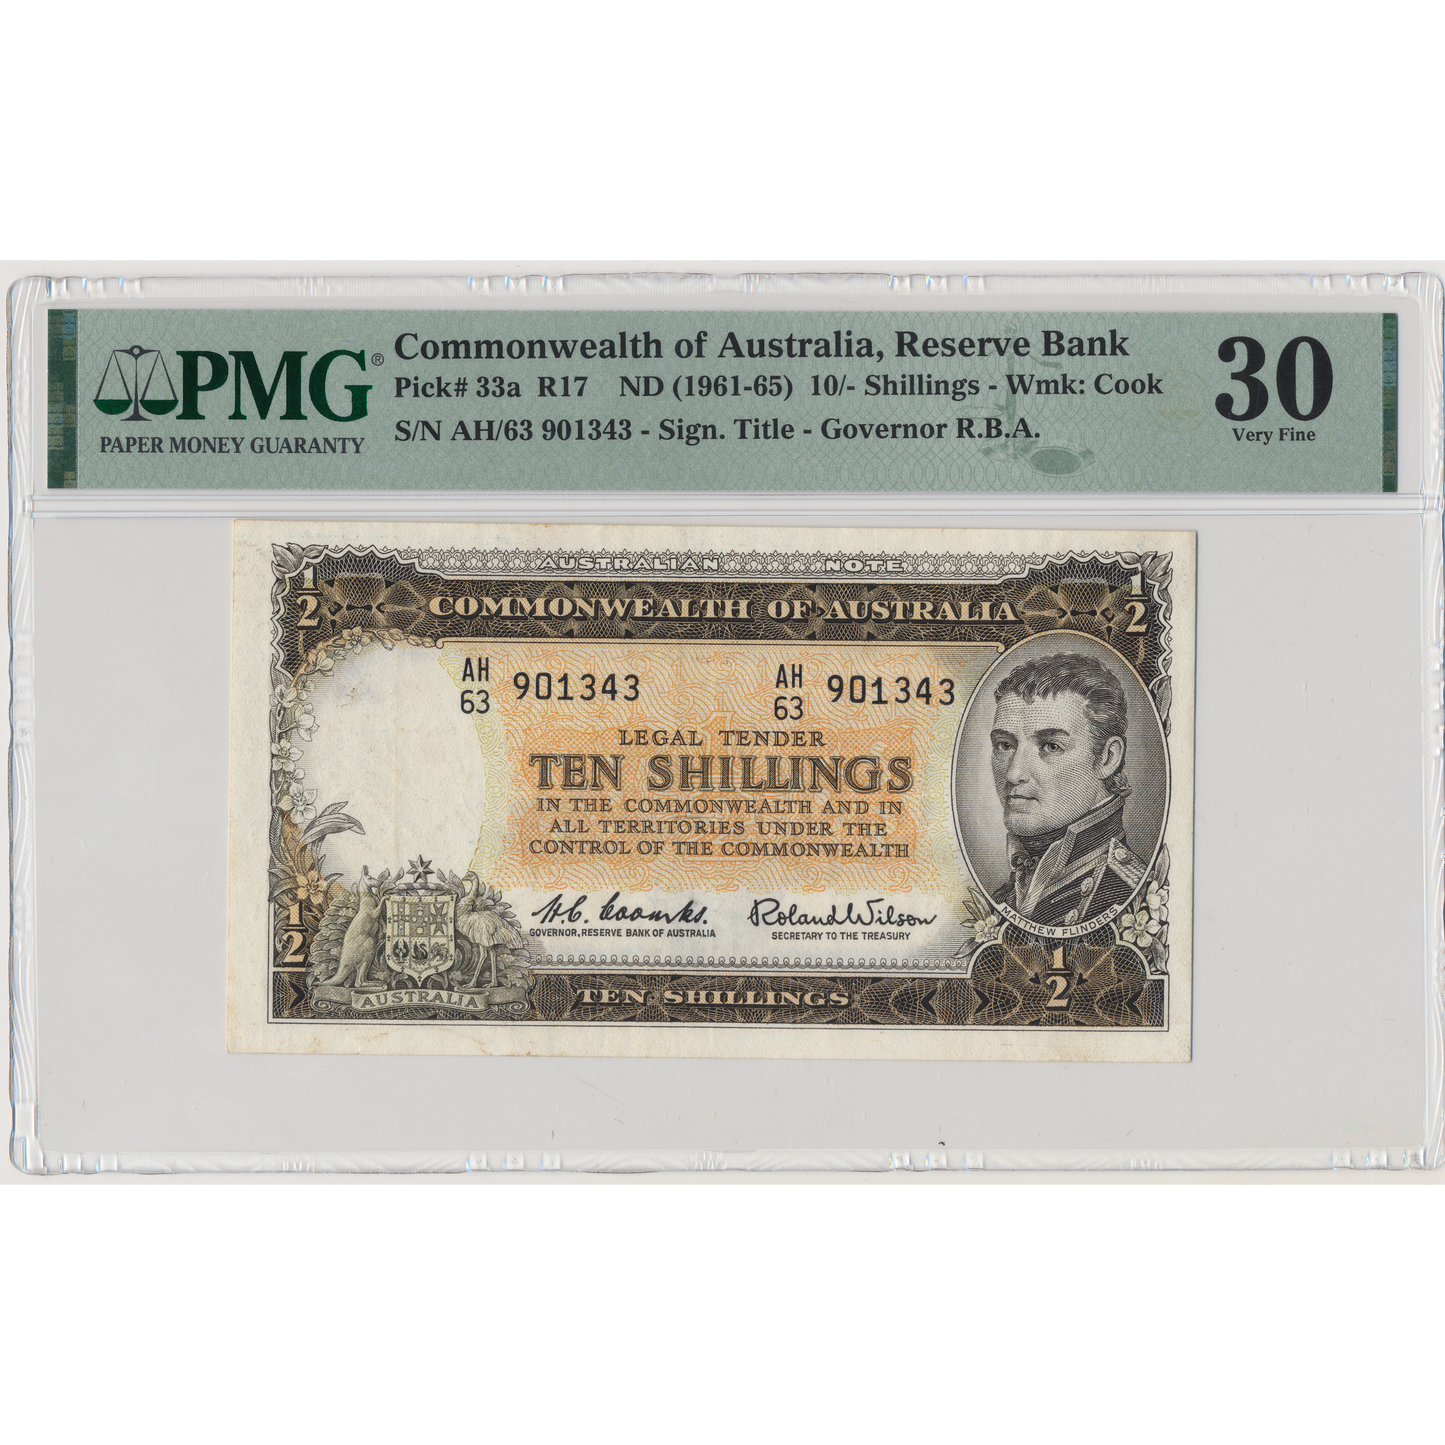 PMG®
PAPER MONEY GUARANTY
Commonwealth of Australia, Reserve Bank
Pick# 33a R17 ND (1961-65) 10/- Shillings - Wmk: Cook
S/N AH/63 901343 - Sign. Title - Governor R.B.A.
30
Very Fine
AUSTRALIAN NOTE
1/2 COMMONWEALTH OF AUSTRALIA 1/2
AH 63 901343 AH 63 901343
LEGAL TENDER
TEN SHILLINGS
IN THE COMMONWEALTH AND IN
ALL TERRITORIES UNDER THE
CONTROL OF THE COMMONWEALTH
H.C. Coombs. Roland Wilson
GOVERNOR, RESERVE BANK OF AUSTRALIA SECRETARY TO THE TREASURY
MATTHEW FLINDERS
1/2 1/2
AUSTRALIA
TEN SHILLINGS